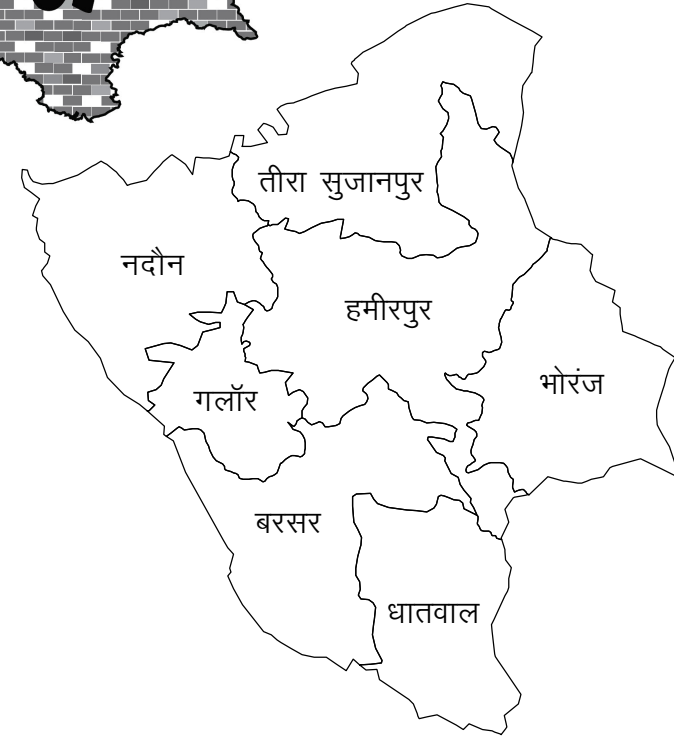 तीरा सुजानपुर
नदौन
हमीरपुर
भोरंज
गलॉर
बरसर
धातवाल